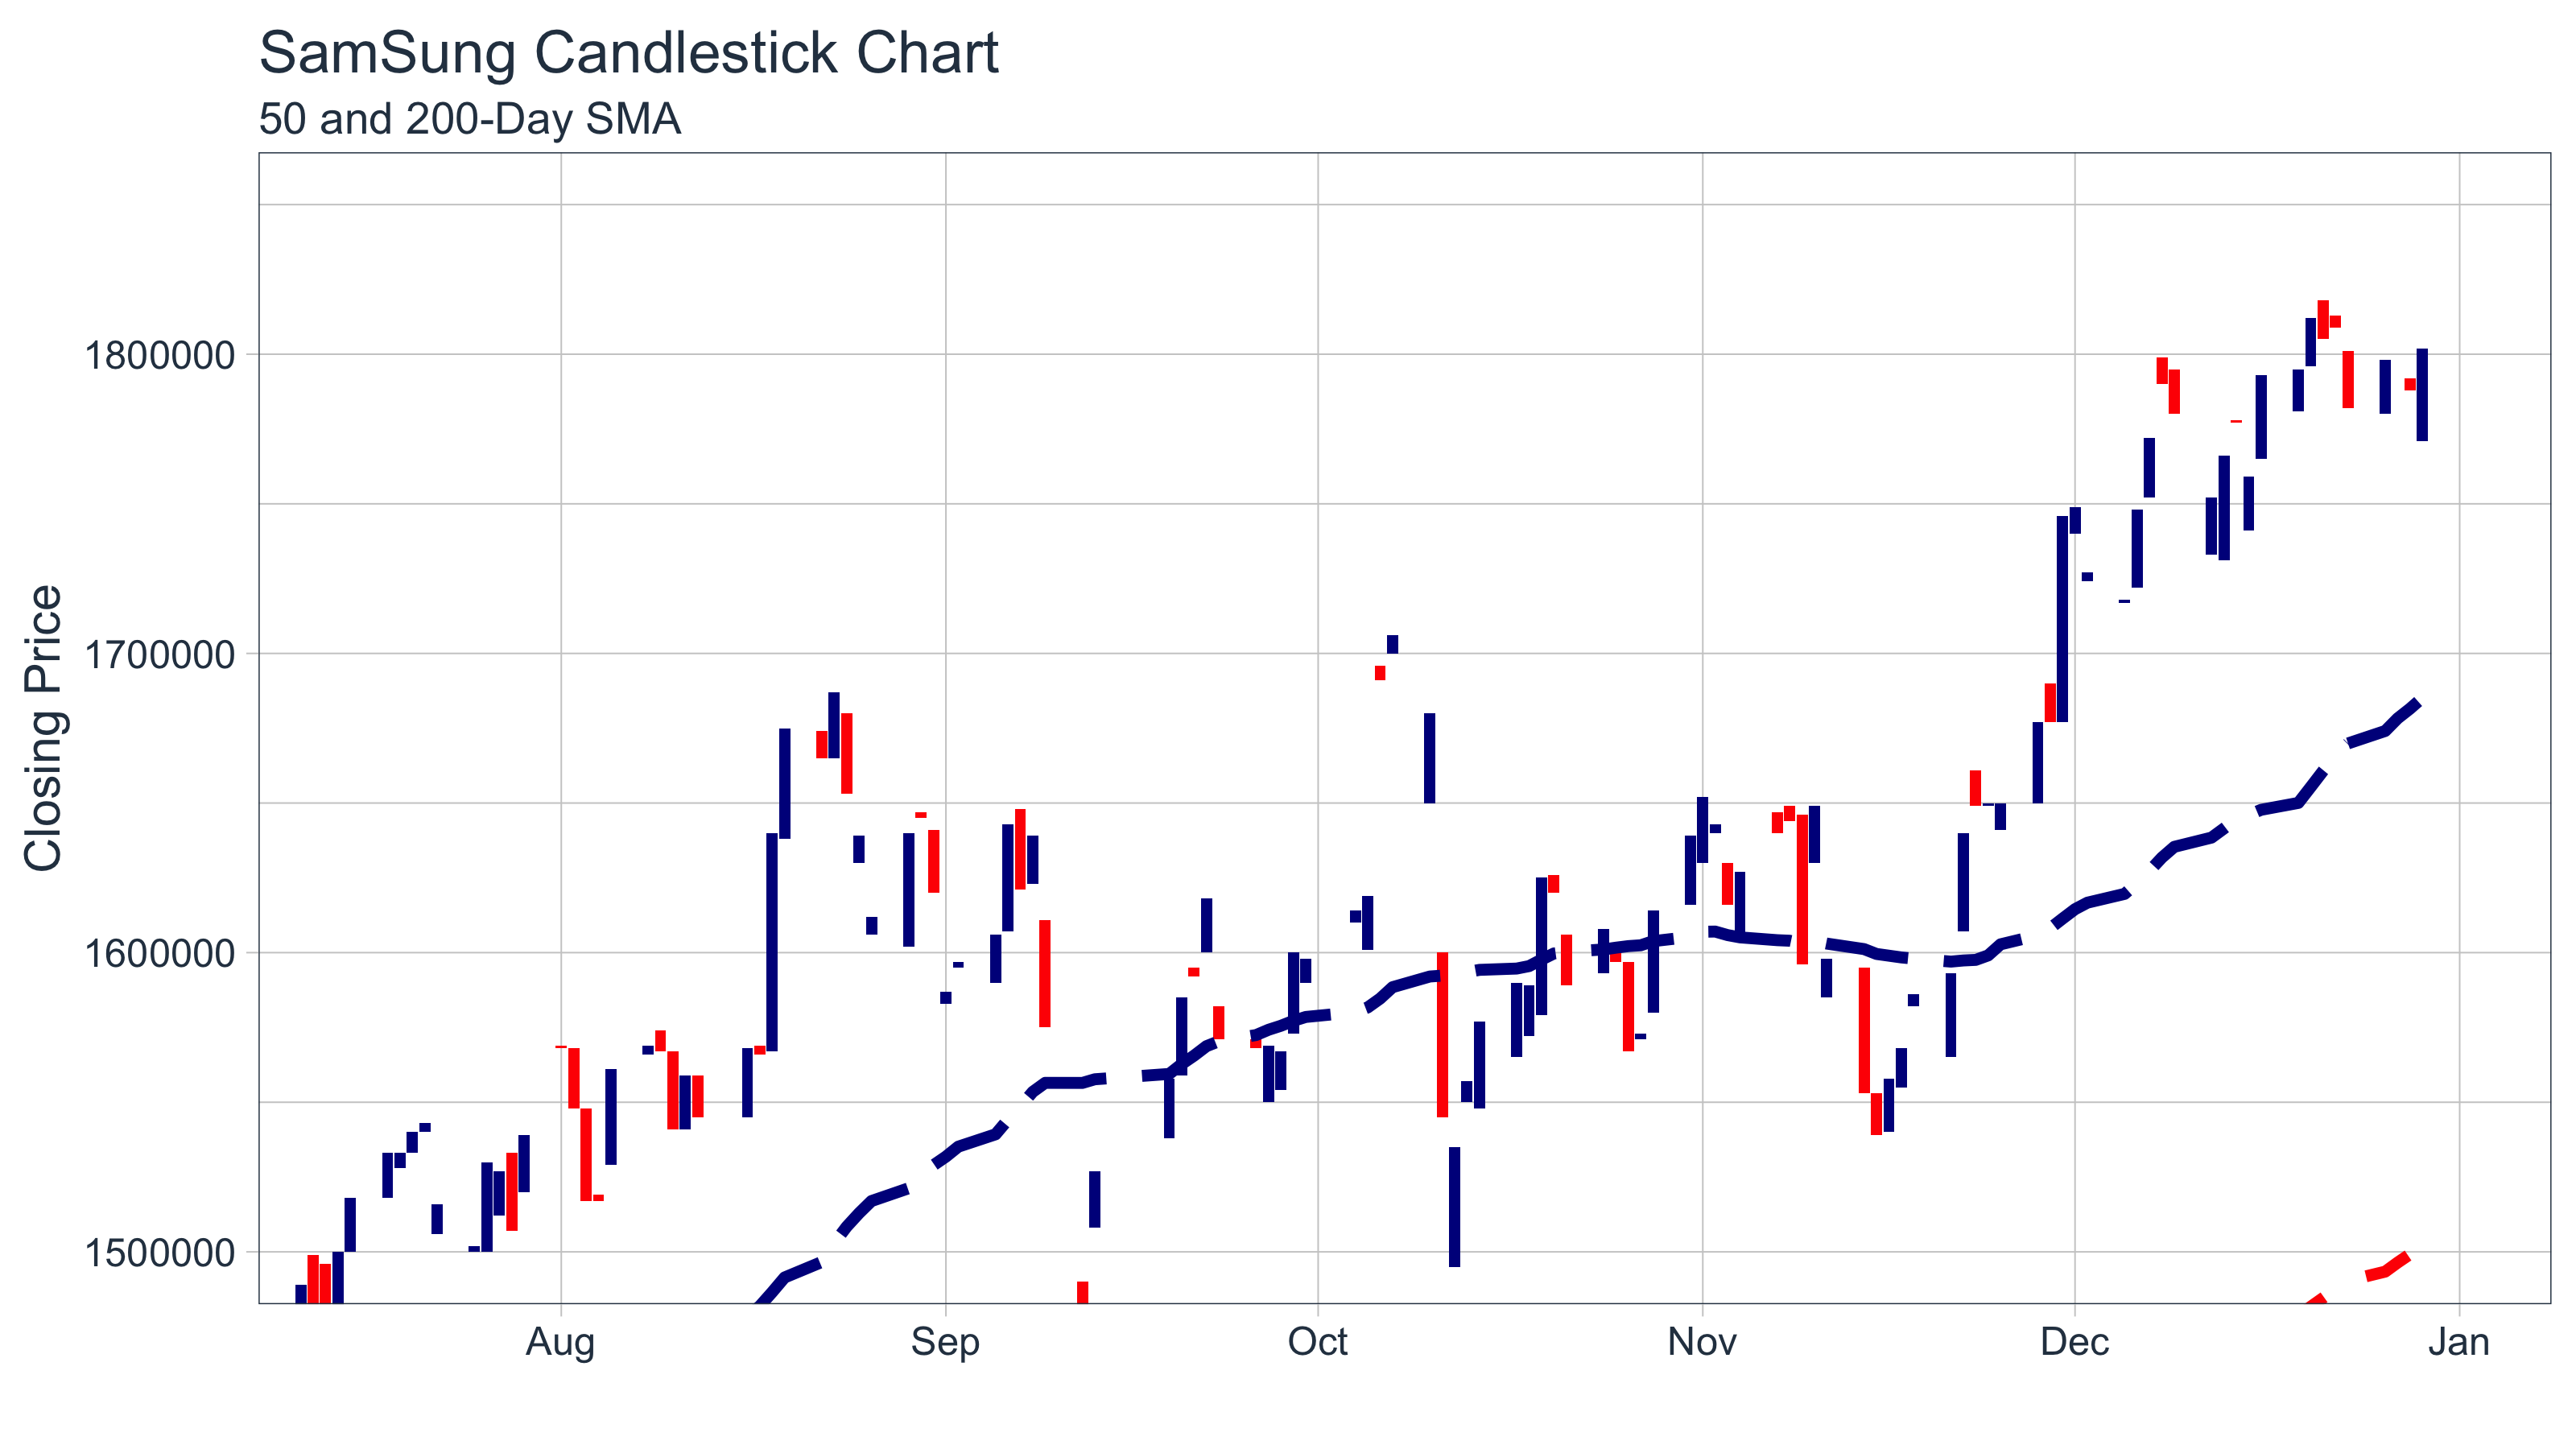 SamSung Candlestick Chart
50 and 200-Day SMA
Closing Price
1800000
1700000
1600000
1500000
Aug Sep Oct Nov Dec Jan